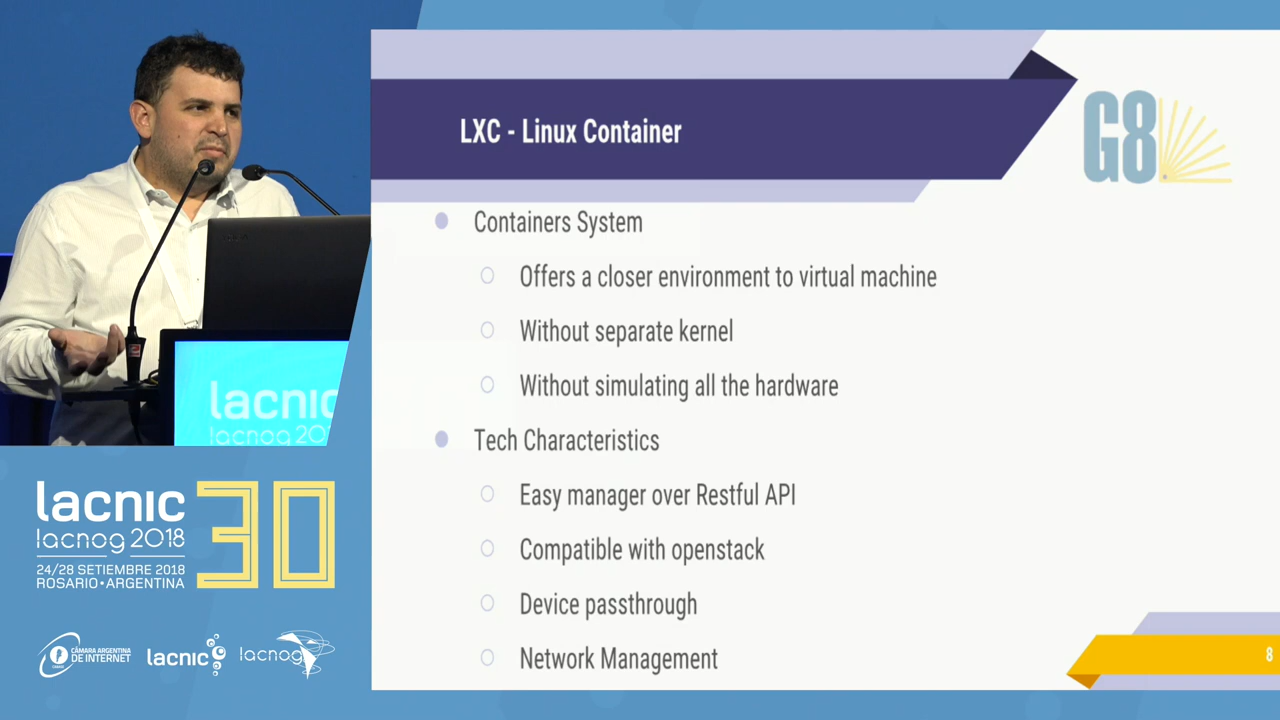 LXC - Linux Container
G8
Containers System
Offers a closer environment to virtual machine
Without separate kernel
Without simulating all the hardware
Tech Characteristics
Easy manager over Restful API
Compatible with openstack
Device passthrough
Network Management
8
lacnic
lacnog 20
lacnic 30
lacnog 2018
24/28 SETIEMBRE 2018
ROSARIO•ARGENTINA
CÁMARA ARGENTINA
DE INTERNET
lacnic
lacnog